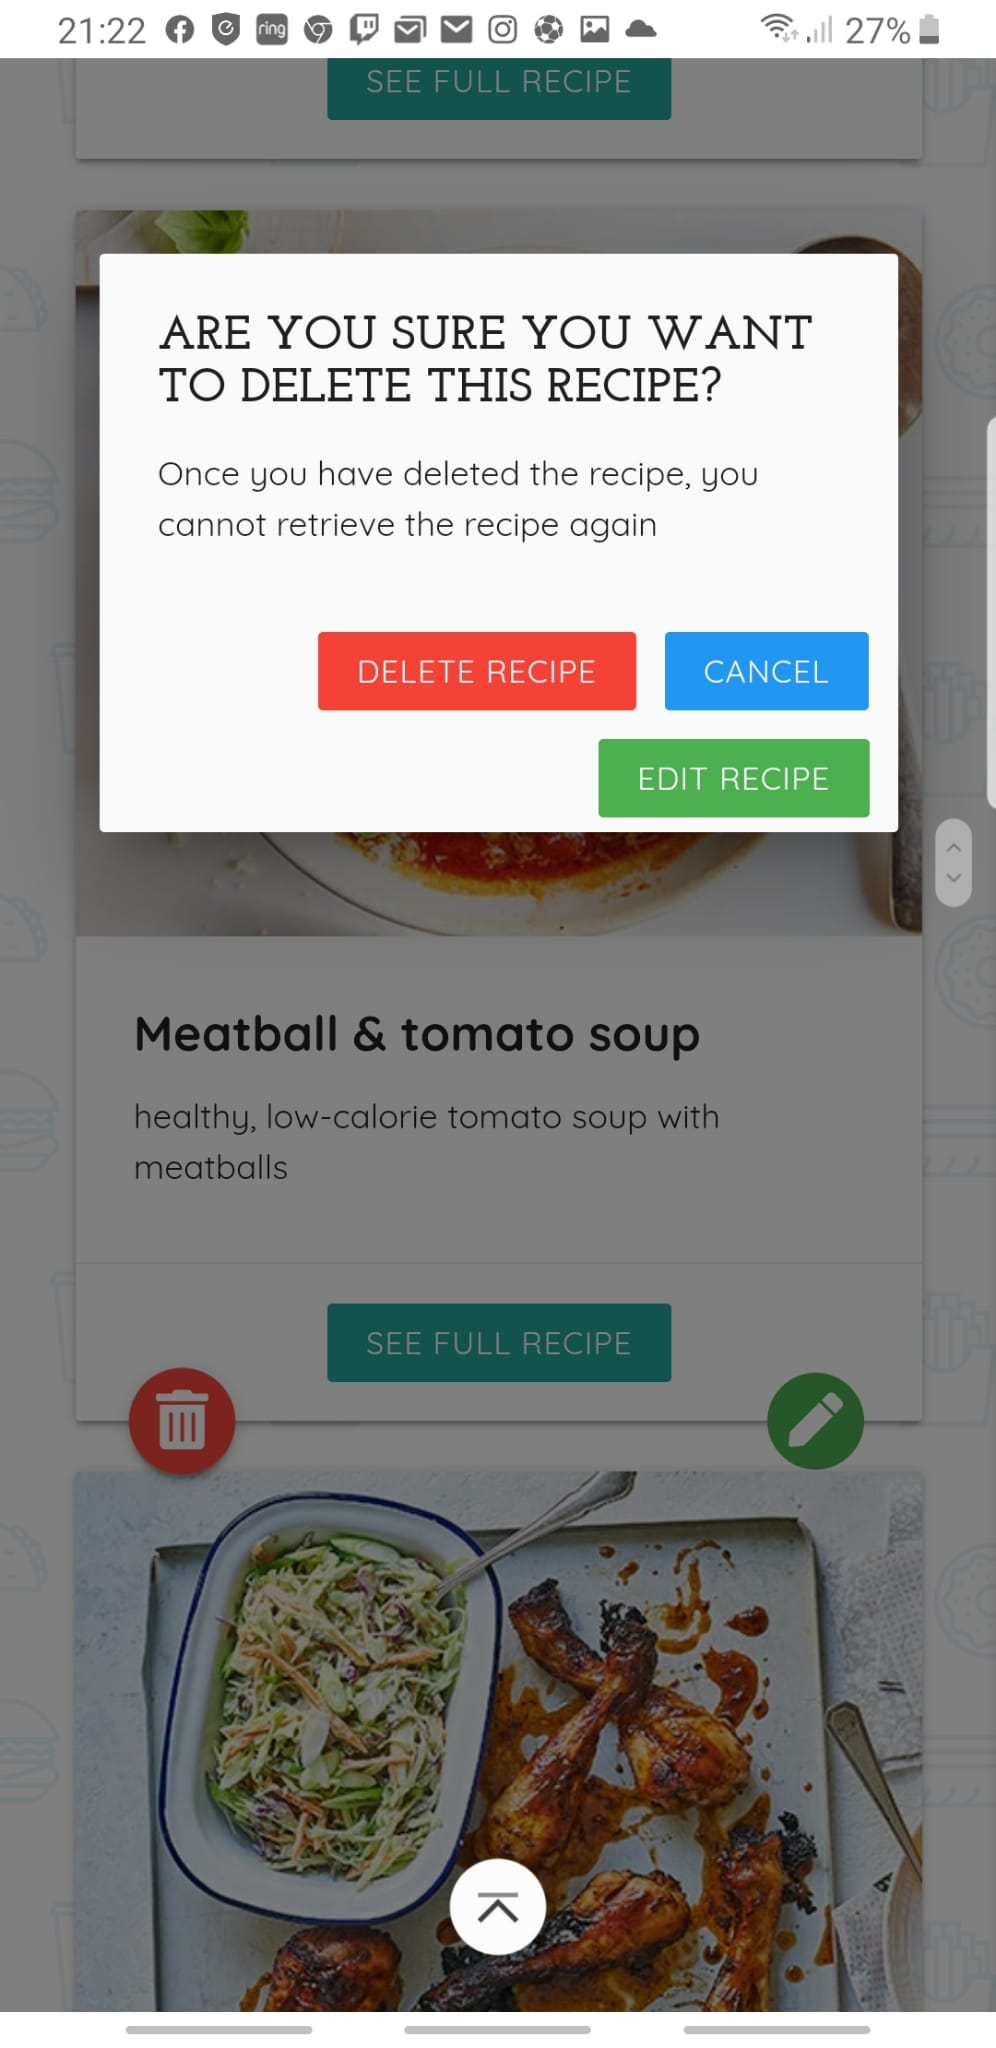 21:22
ring
27%
SEE FULL RECIPE
ARE YOU SURE YOU WANT
TO DELETE THIS RECIPE?
Once you have deleted the recipe, you
cannot retrieve the recipe again
DELETE RECIPE
CANCEL
EDIT RECIPE
Meatball & tomato soup
healthy, low-calorie tomato soup with
meatballs
SEE FULL RECIPE